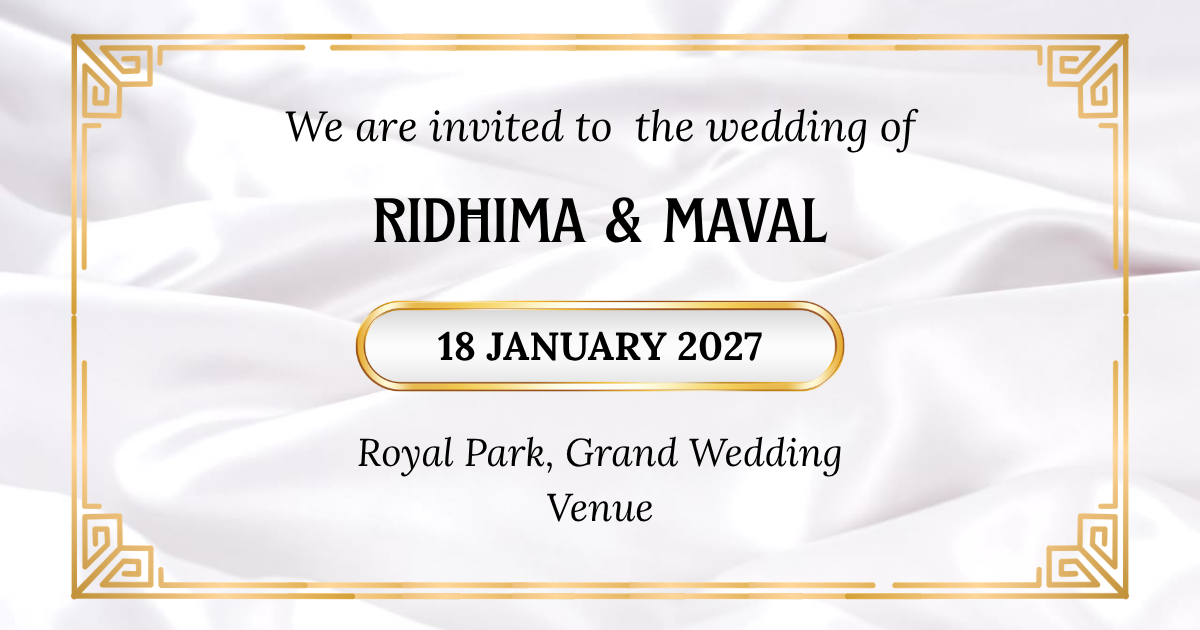 We are invited to  the wedding of
RIDHIMA & MAVAL
18 JANUARY 2027
Royal Park, Grand Wedding
Venue